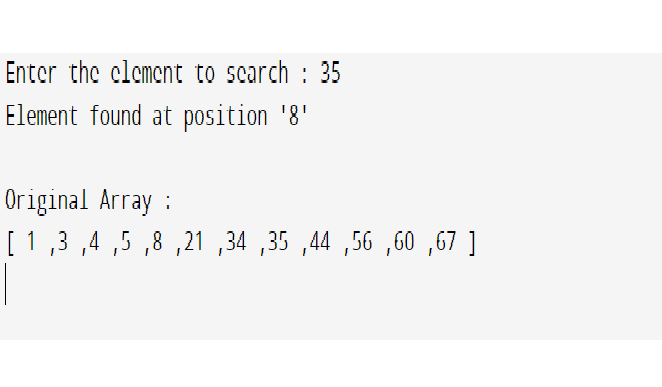 Enter the element to search : 35
Element found at position '8'
Original Array :
[ 1 ,3 ,4 ,5 ,8 ,21 ,34 ,35 ,44 ,56 ,60 ,67 ]